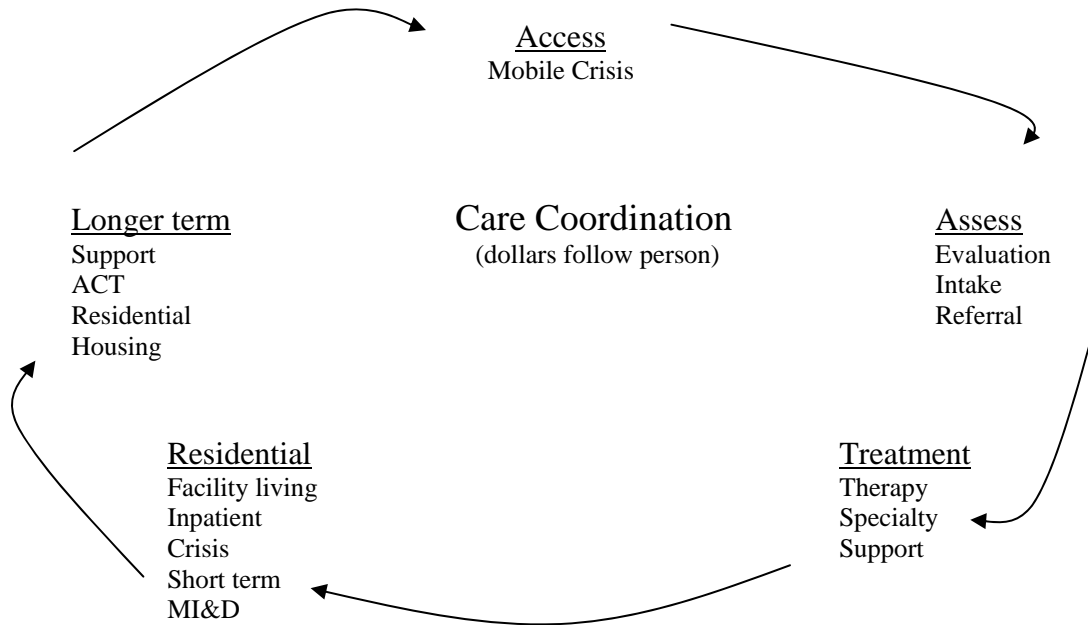 Access
Mobile Crisis
Longer term
Support
ACT
Residential
Housing
Care Coordination
(dollars follow person)
Assess
Evaluation
Intake
Referral
Residential
Facility living
Inpatient
Crisis
Short term
MI&D
Treatment
Therapy
Specialty
Support